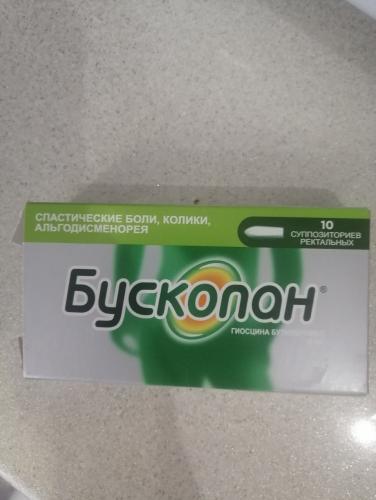 СПАСТИЧЕСКИЕ БОЛИ, КОЛИКИ,
АЛЬГОДИСМЕНОРЕЯ
10
СУППОЗИТОРИЕВ
РЕКТАЛЬНЫХ
Бускопан®
ГИОСЦИНА